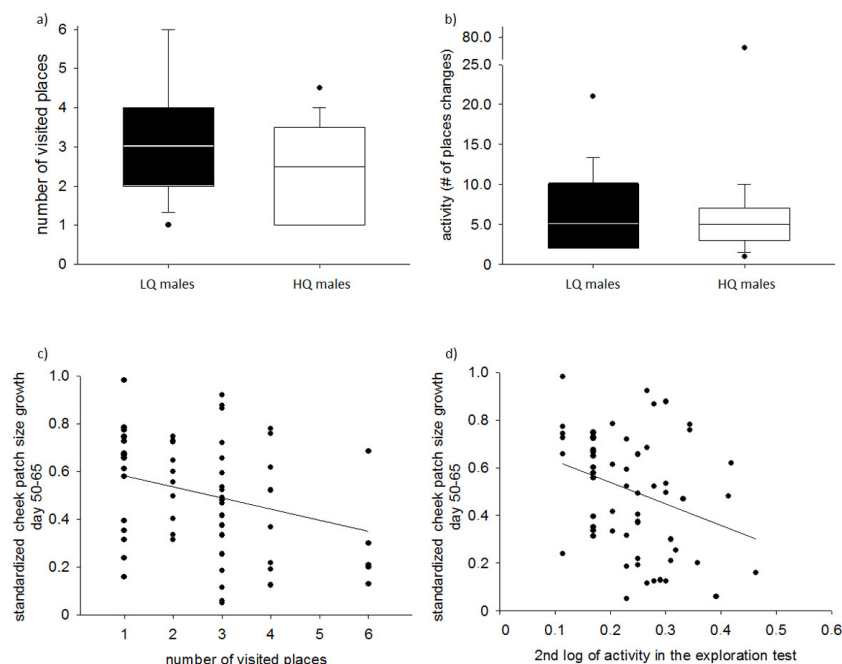 a)
6
5
4
3
2
1
0
number of visited places
LQ males
HQ males
b)
80.0
25.0
20.0
15.0
10.0
5.0
0
activity (# of places changes)
LQ males
HQ males
c)
1.0
0.8
0.6
0.4
0.2
0
standardized cheek patch size growth
day 50-65
1 2 3 4 5 6
number of visited places
d)
1.0
0.8
0.6
0.4
0.2
0
standardized cheek patch size growth
day 50-65
0 0.1 0.2 0.3 0.4 0.5 0.6
2nd log of activity in the exploration test